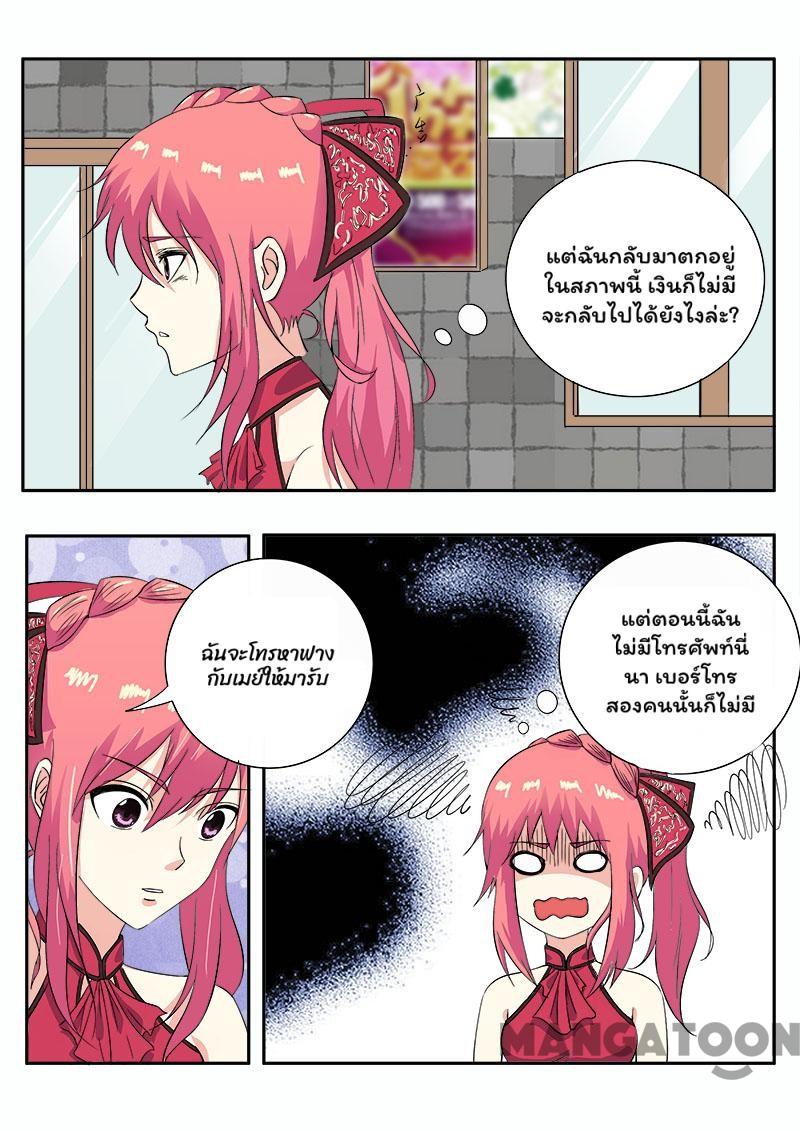 广告
แต่ฉันกลับมาตกอยู่
ในสภาพนี้ เงินก็ไม่มี
จะกลับไปได้ยังไงล่ะ?
ฉันจะโทรหาฟาง
กับเมย์ให้มารับ
แต่ตอนนี้ฉัน
ไม่มีโทรศัพท์นี่
นา เบอร์โทร
สองคนนั้นก็ไม่มี
MANGATOON